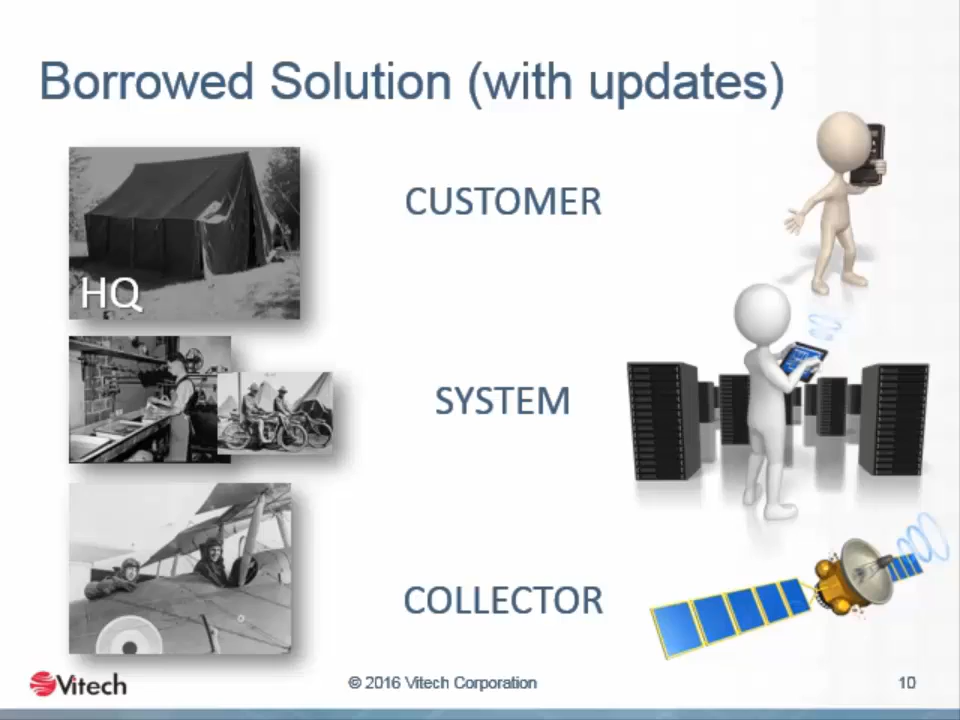 Borrowed Solution (with updates)
HQ
CUSTOMER
SYSTEM
COLLECTOR
Vitech
© 2016 Vitech Corporation
10